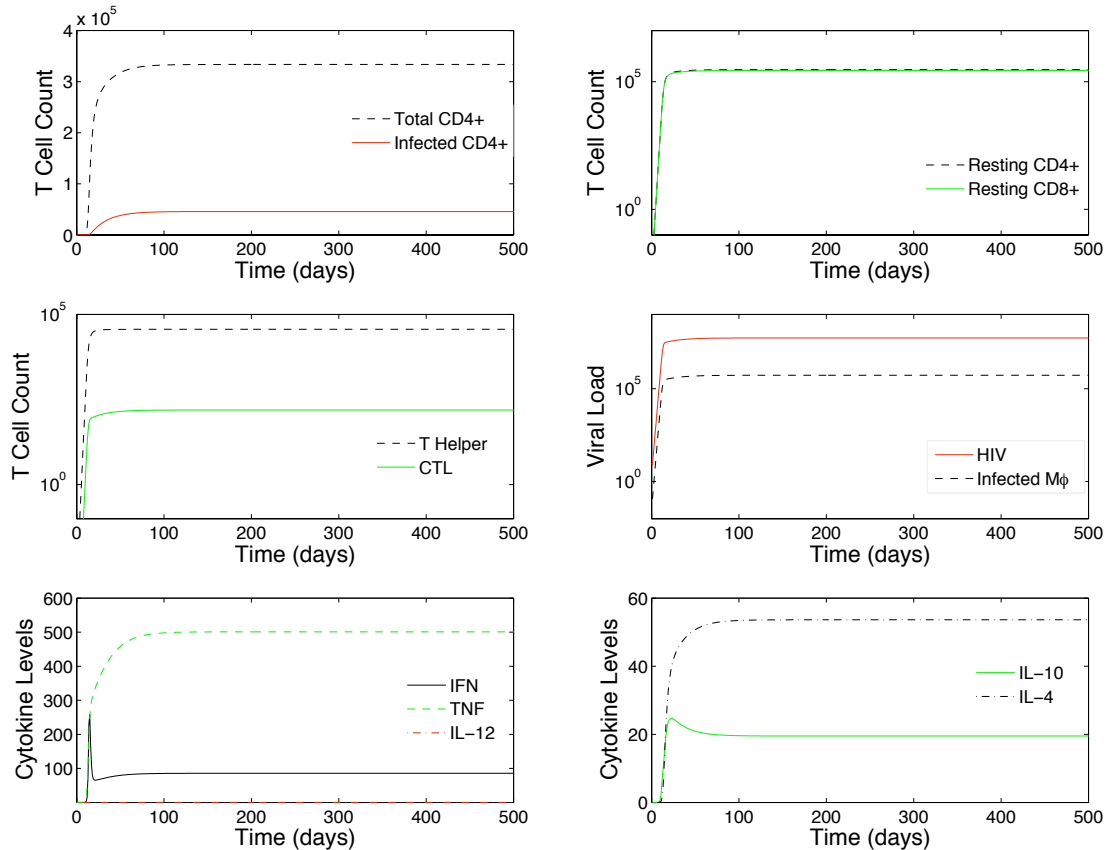 x 10^5
4
3
2
1
0
T Cell Count
Total CD4+
Infected CD4+
0 100 200 300 400 500
Time (days)
10^5
10^0
T Cell Count
Resting CD4+
Resting CD8+
0 100 200 300 400 500
Time (days)
10^5
10^0
T Cell Count
T Helper
CTL
0 100 200 300 400 500
Time (days)
10^5
10^0
Viral Load
HIV
Infected Mϕ
0 100 200 300 400 500
Time (days)
600
500
400
300
200
100
Cytokine Levels
IFN
TNF
IL−12
0 100 200 300 400 500
Time (days)
60
40
20
0
Cytokine Levels
IL−10
IL−4
0 100 200 300 400 500
Time (days)